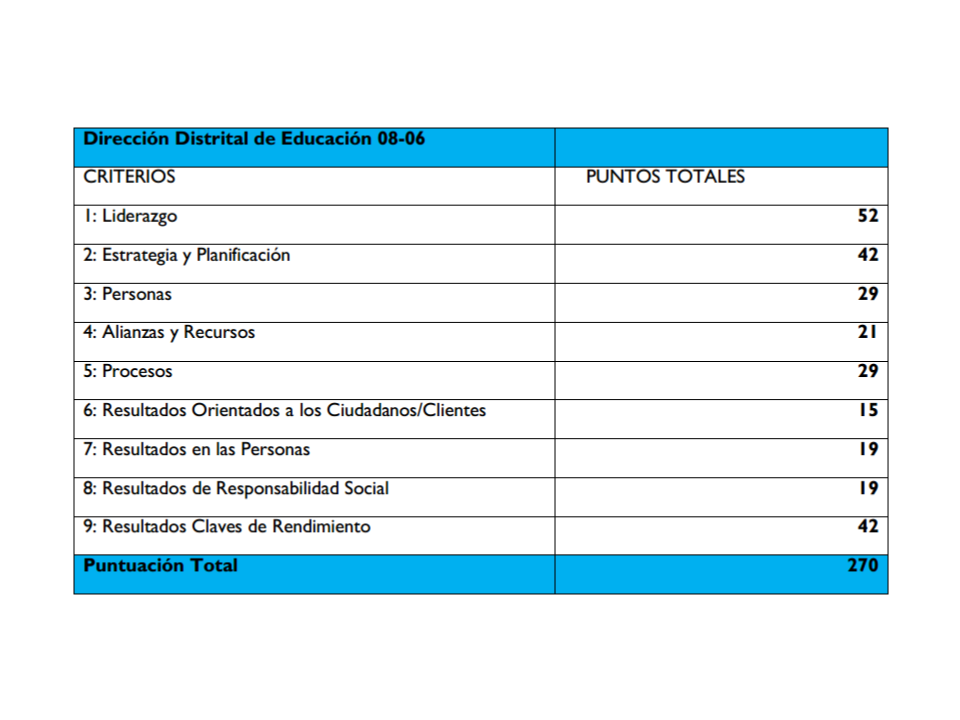 Dirección Distrital de Educación 08-06
CRITERIOS PUNTOS TOTALES
1: Liderazgo 52
2: Estrategia y Planificación 42
3: Personas 29
4: Alianzas y Recursos 21
5: Procesos 29
6: Resultados Orientados a los Ciudadanos/Clientes 15
7: Resultados en las Personas 19
8: Resultados de Responsabilidad Social 19
9: Resultados Claves de Rendimiento 42
Puntuación Total 270